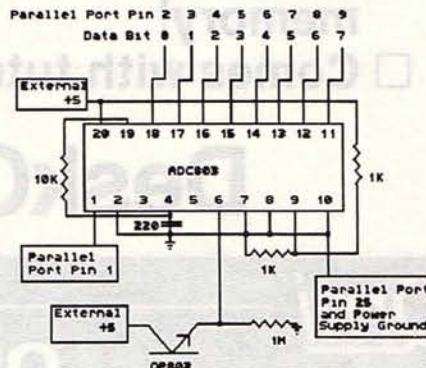 Parallel Port Pin 2 3 4 5 6 7 8 9
Data Bit 0 1 2 3 4 5 6 7
External
+5
20 19 18 17 16 15 14 13 12 11
ADC803
10K
1K
1 2 3 4 5 6 7 8 9 10
220
Parallel
Port Pin 1
1K
Parallel Port
Pin 25
and Power
Supply Ground
External
+5
1M
OP803